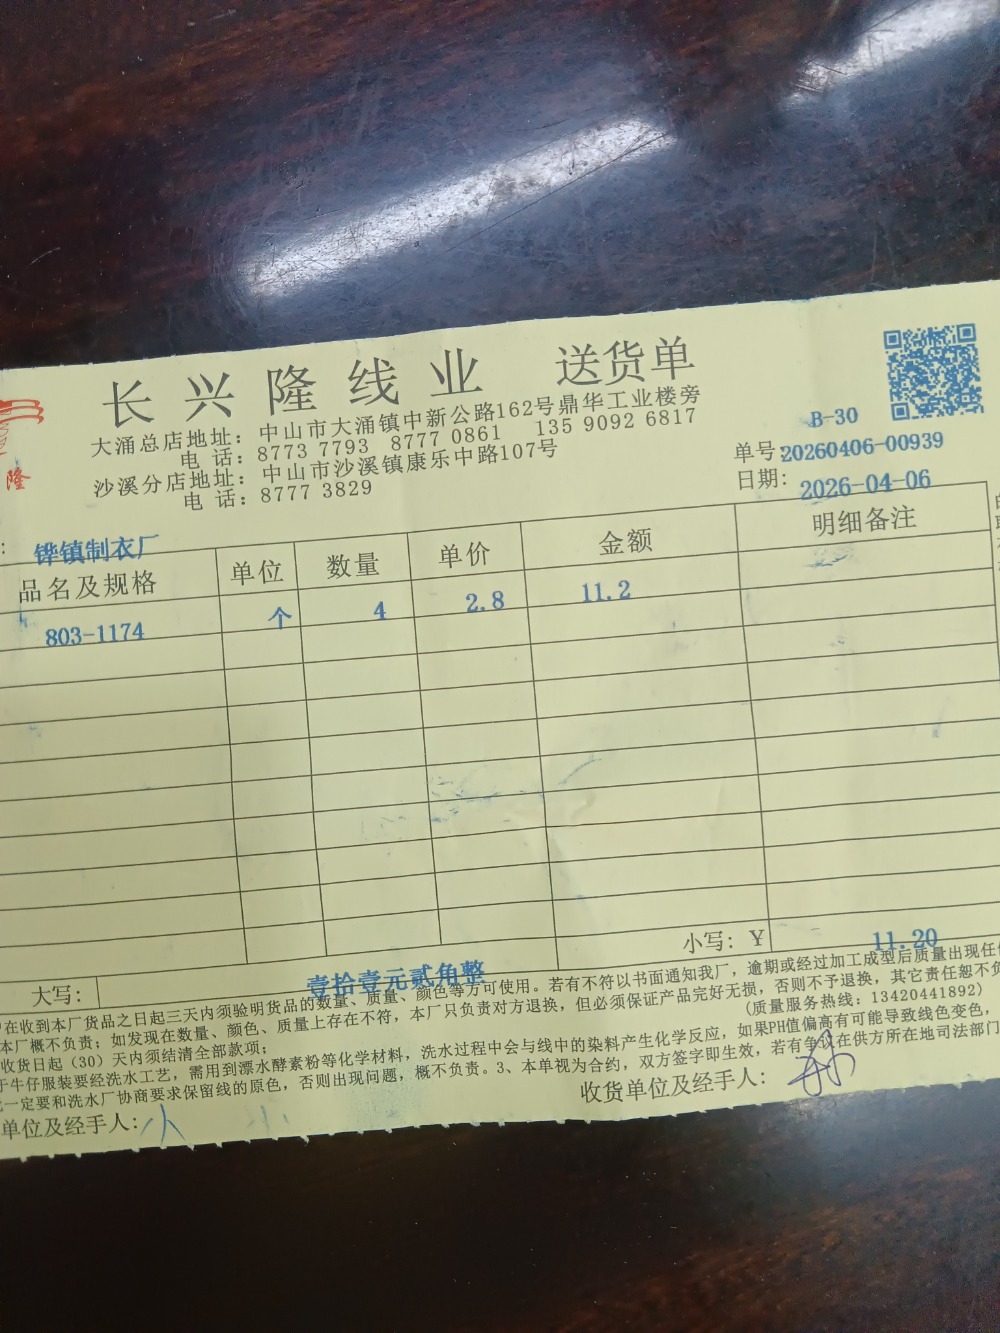 长兴隆线业 送货单
隆
大涌总店地址：中山市大涌镇中新公路162号鼎华工业楼旁
电 话：8773 7793 8777 0861 135 9092 6817
沙溪分店地址：中山市沙溪镇康乐中路107号
电 话：8777 3829
B-30
单号：20260406-00939
日期：2026-04-06
：铧镇制衣厂
品名及规格 单位 数量 单价 金额 明细备注
803-1174 个 4 2.8 11.2
小写：¥ 11.20
大写：壹拾壹元贰角整
在收到本厂货品之日起三天内须验明货品的数量、质量、颜色等方可使用。若有不符以书面通知我厂，逾期或经过加工成型后质量出现任
本厂概不负责；如发现在数量、颜色、质量上存在不符，本厂只负责对方退换，但必须保证产品完好无损，否则不予退换，其它责任恕不负
收货日起（30）天内须结清全部款项； （质量服务热线：13420441892）
于牛仔服装要经洗水工艺，需用到漂水酵素粉等化学材料，洗水过程中会与线中的染料产生化学反应，如果PH值偏高有可能导致线色变色，
一定要和洗水厂协商要求保留线的原色，否则出现问题，概不负责。3、本单视为合约，双方签字即生效，若有争议在供方所在地司法部门
单位及经手人： 收货单位及经手人：